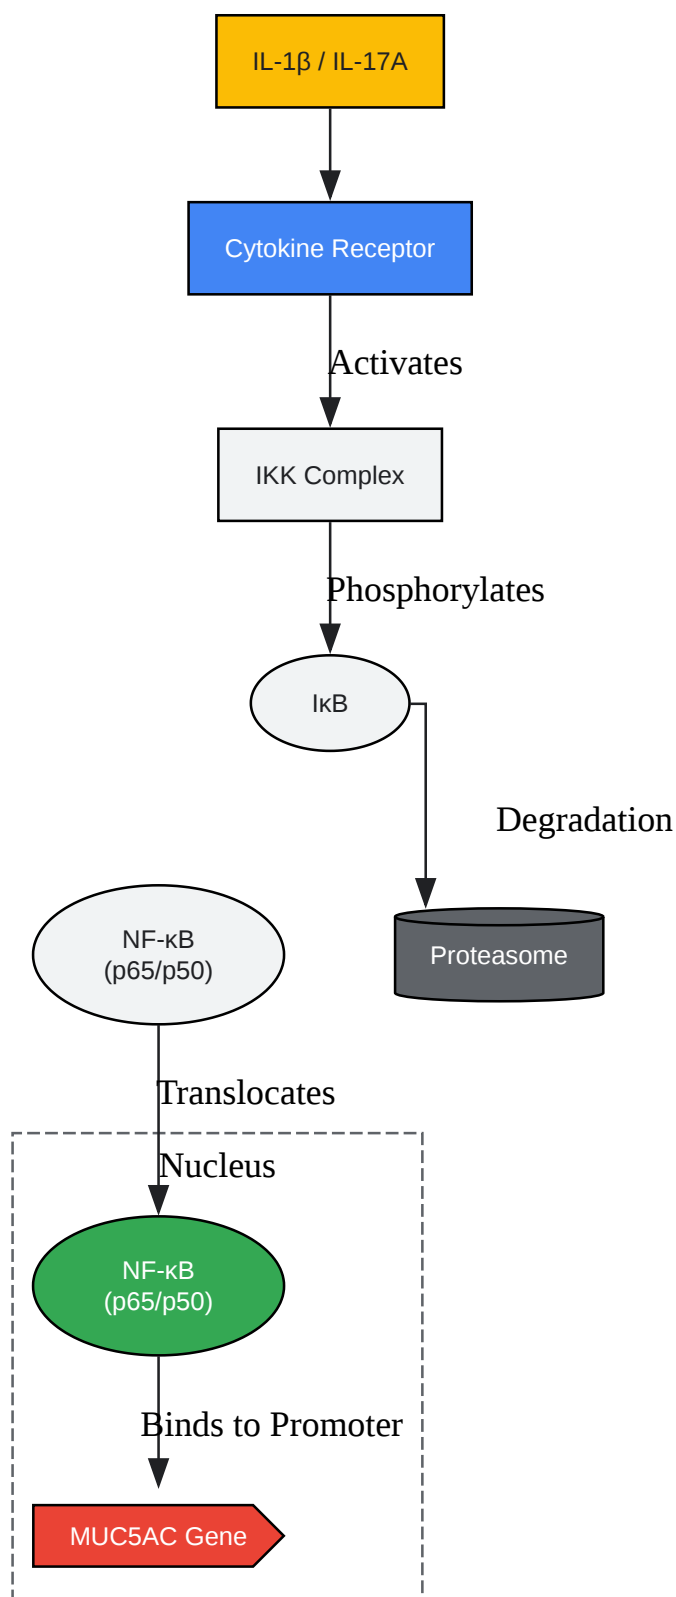 IL-1β / IL-17A
Cytokine Receptor
Activates
IKK Complex
Phosphorylates
IκB
Degradation
NF-κB
(p65/p50)
Proteasome
Translocates
Nucleus
NF-κB
(p65/p50)
Binds to Promoter
MUC5AC Gene